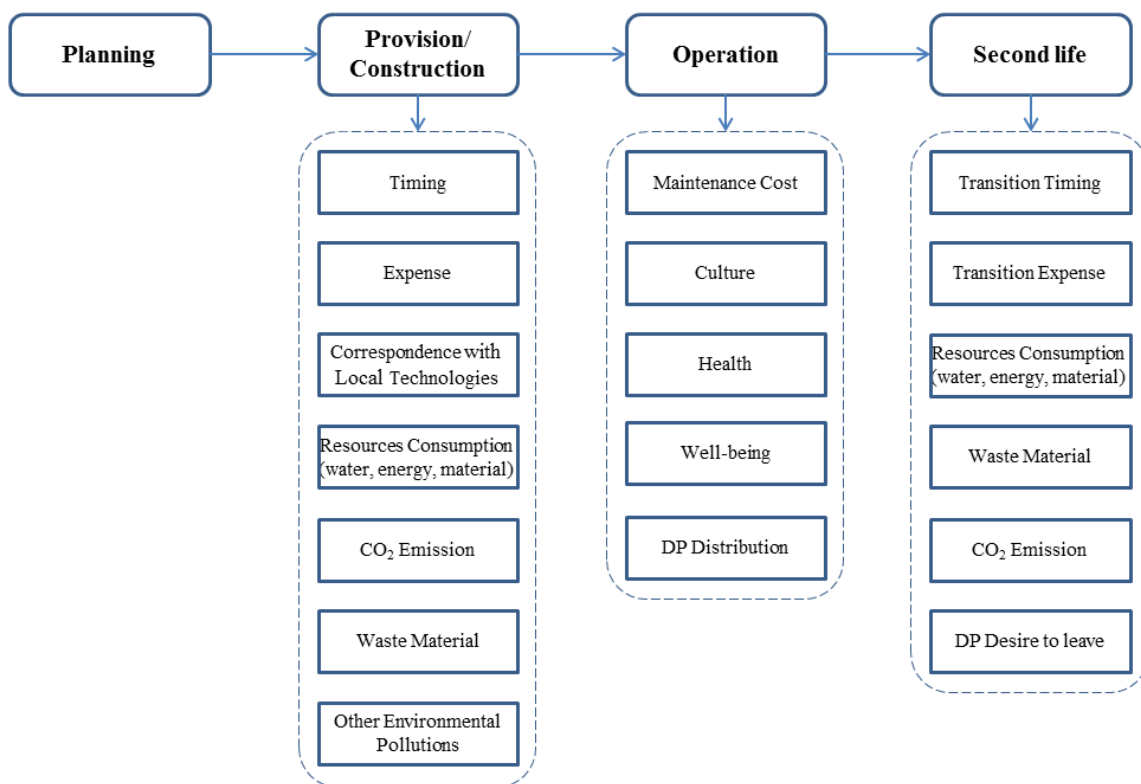 Planning
Provision/
Construction
Operation
Second life
Timing
Expense
Correspondence with
Local Technologies
Resources Consumption
(water, energy, material)
CO₂ Emission
Waste Material
Other Environmental
Pollutions
Maintenance Cost
Culture
Health
Well-being
DP Distribution
Transition Timing
Transition Expense
Resources Consumption
(water, energy, material)
Waste Material
CO₂ Emission
DP Desire to leave